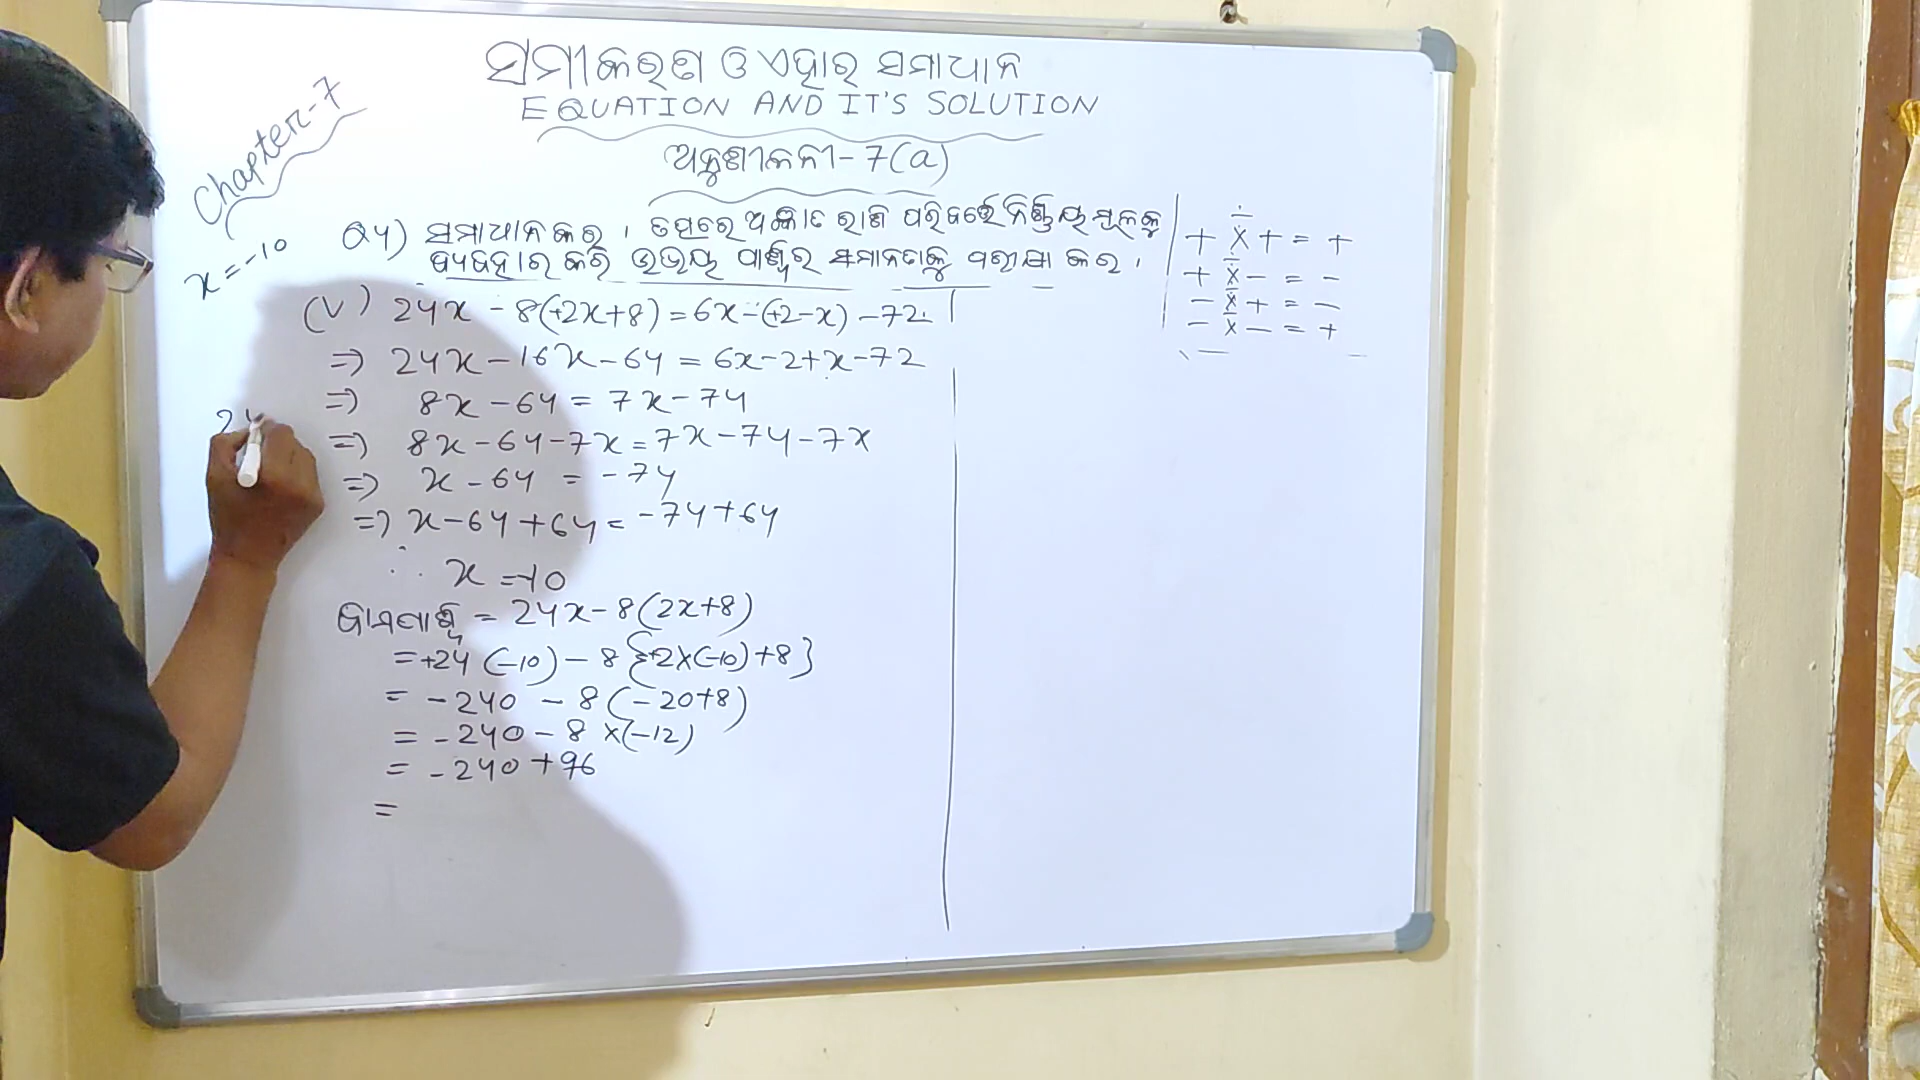 ସମୀକରଣ ଓ ଏହାର ସମାଧାନ
EQUATION AND IT'S SOLUTION
Chapter-7
ଅନୁଶୀଳନୀ-7(a)
Q4) ସମାଧାନ କର । ପରେ ଅଜ୍ଞାତ ରାଶି ପରିବର୍ତ୍ତେ ନିର୍ଣ୍ଣୟ ମୂଳକୁ
ବ୍ୟବହାର କରି ଉଭୟ ପାର୍ଶ୍ୱର ସମାନତାକୁ ପରୀକ୍ଷା କର ।
x = -10
(V) 24x - 8(+2x+8) = 6x - (+2-x) - 72
=> 24x - 16x - 64 = 6x - 2 + x - 72
=> 8x - 64 = 7x - 74
=> 8x - 64 - 7x = 7x - 74 - 7x
=> x - 64 = -74
=> x - 64 + 64 = -74 + 64
∴ x = -10
ବାମପାର୍ଶ୍ୱ = 24x - 8(2x+8)
= +24(-10) - 8{+2×(-10)+8}
= -240 - 8(-20+8)
= -240 - 8×(-12)
= -240 + 96
=
24
÷
+ × + = +
÷
+ × - = -
- × + = -
- × - = +